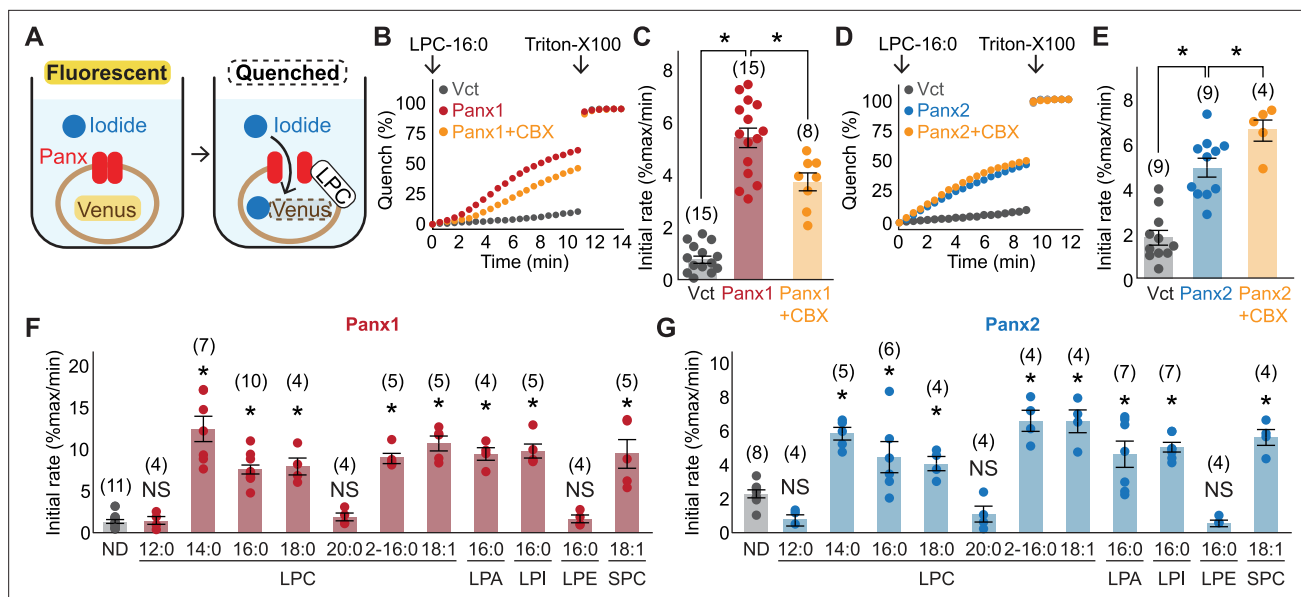 A
Fluorescent
Quenched
Iodide
Iodide
Panx
LPC
Venus
Venus
B
LPC-16:0
Triton-X100
Vct
Panx1
Panx1+CBX
Quench (%)
100
75
50
25
0
0 2 4 6 8 10 12 14
Time (min)
C
* *
(15)
(15)
(8)
Initial rate (%max/min)
8
6
4
2
0
Vct Panx1 Panx1
+CBX
D
LPC-16:0
Triton-X100
Vct
Panx2
Panx2+CBX
Quench (%)
100
75
50
25
0
0 2 4 6 8 10 12
Time (min)
E
* *
(9)
(9)
(4)
Initial rate (%max/min)
8
6
4
2
0
Vct Panx2 Panx2
+CBX
F
Panx1
Initial rate (%max/min)
20
15
10
5
0
(11) (4) (7) (10) (4) (4) (5) (5) (4) (5) (4) (5)
NS * * * NS * * * * NS *
ND 12:0 14:0 16:0 18:0 20:0 2-16:0 18:1 16:0 16:0 16:0 18:1
LPC LPA LPI LPE SPC
G
Panx2
Initial rate (%max/min)
10
8
6
4
2
0
(8) (4) (5) (6) (4) (4) (4) (4) (7) (7) (4) (4)
NS * * * NS * * * * NS *
ND 12:0 14:0 16:0 18:0 20:0 2-16:0 18:1 16:0 16:0 16:0 18:1
LPC LPA LPI LPE SPC